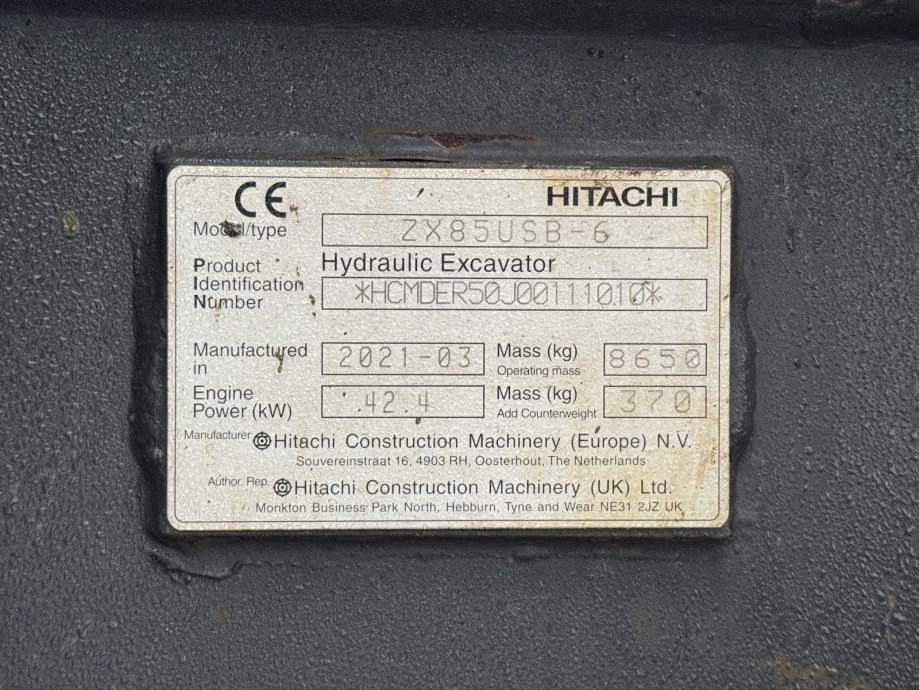 CE HITACHI
Model/type ZX85USB-6
Product Hydraulic Excavator
Identification
Number *HCMDER50J00111010*
Manufactured in 2021-03 Mass (kg) Operating mass 8650
Engine Power (kW) 42.4 Mass (kg) Add Counterweight 370
Manufacturer Hitachi Construction Machinery (Europe) N.V.
Souvereinstraat 16, 4903 RH, Oosterhout, The Netherlands
Author. Rep. Hitachi Construction Machinery (UK) Ltd.
Monkton Business Park North, Hebburn, Tyne and Wear NE31 2JZ UK